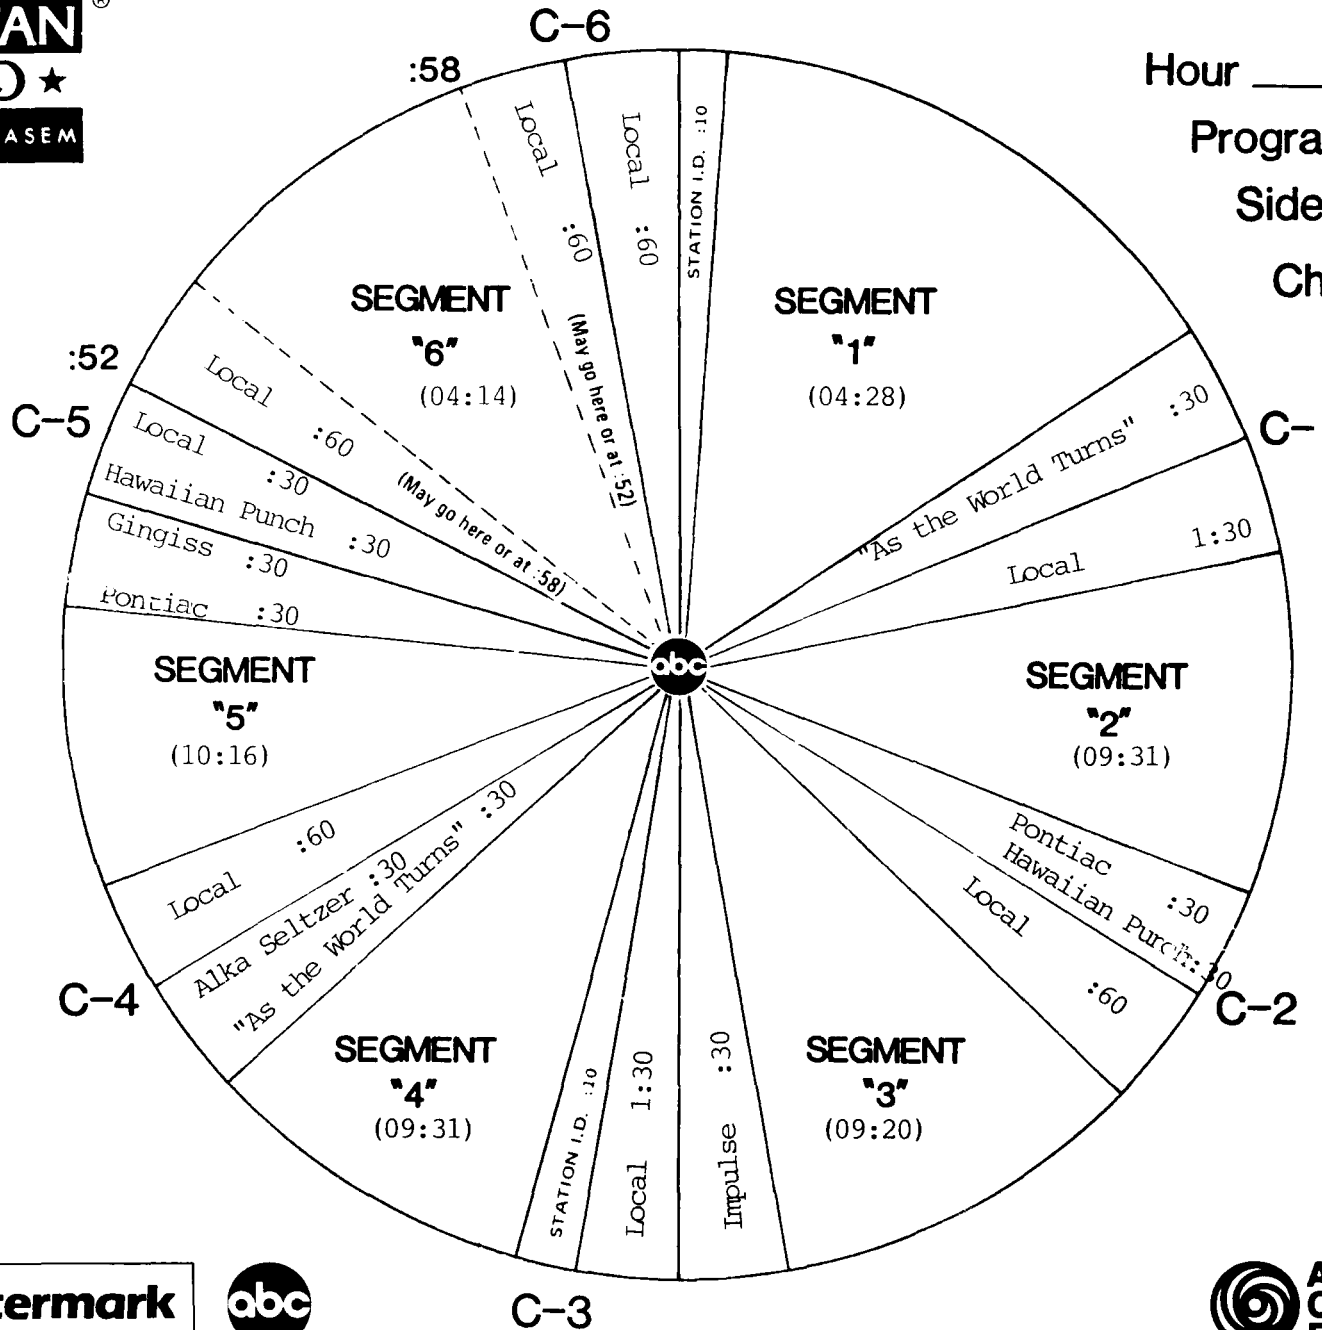 AN
®
ASEM
Hour
Progra
Side
Ch
C-6
:58
Local :60
(May go here or at :52)
Local :60
STATION I.D. :10
SEGMENT
"1"
(04:28)
"As the World Turns" :30
C-
Local 1:30
SEGMENT
"2"
(09:31)
Pontiac :30
Hawaiian Punch :30
C-2
Local :60
SEGMENT
"3"
(09:20)
Impulse :30
C-3
Local 1:30
STATION I.D. :10
SEGMENT
"4"
(09:31)
"As the World Turns" :30
Alka Seltzer :30
C-4
Local :60
SEGMENT
"5"
(10:16)
Pontiac :30
Gingiss :30
Hawaiian Punch :30
C-5
Local :30
:52
Local :60
(May go here or at :58)
SEGMENT
"6"
(04:14)
abc
termark
abc